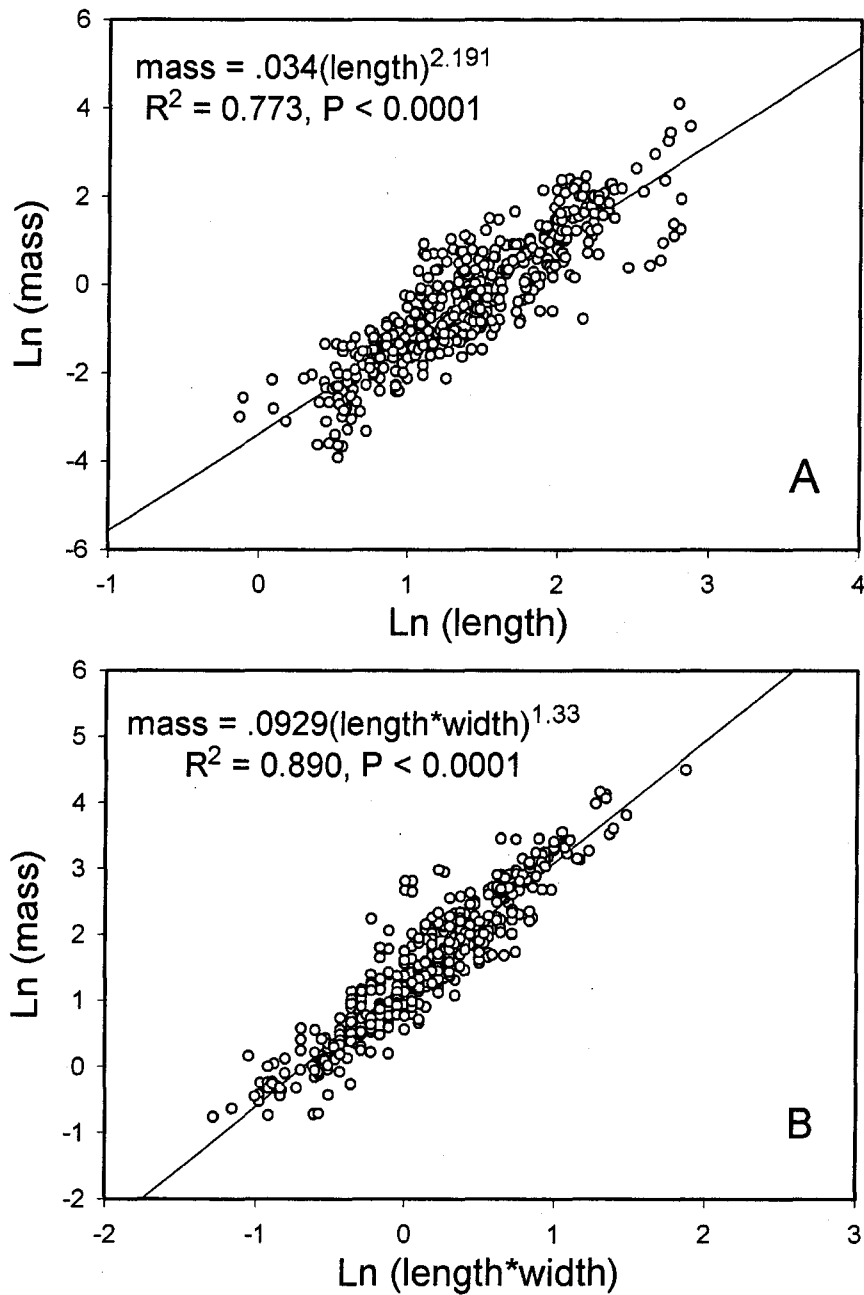 mass = .034(length)^2.191
R² = 0.773, P < 0.0001
6
4
2
0
-2
-4
-6
Ln (mass)
A
-1 0 1 2 3 4
Ln (length)
mass = .0929(length*width)^1.33
R² = 0.890, P < 0.0001
6
5
4
3
2
1
0
-1
-2
Ln (mass)
B
-2 -1 0 1 2 3
Ln (length*width)